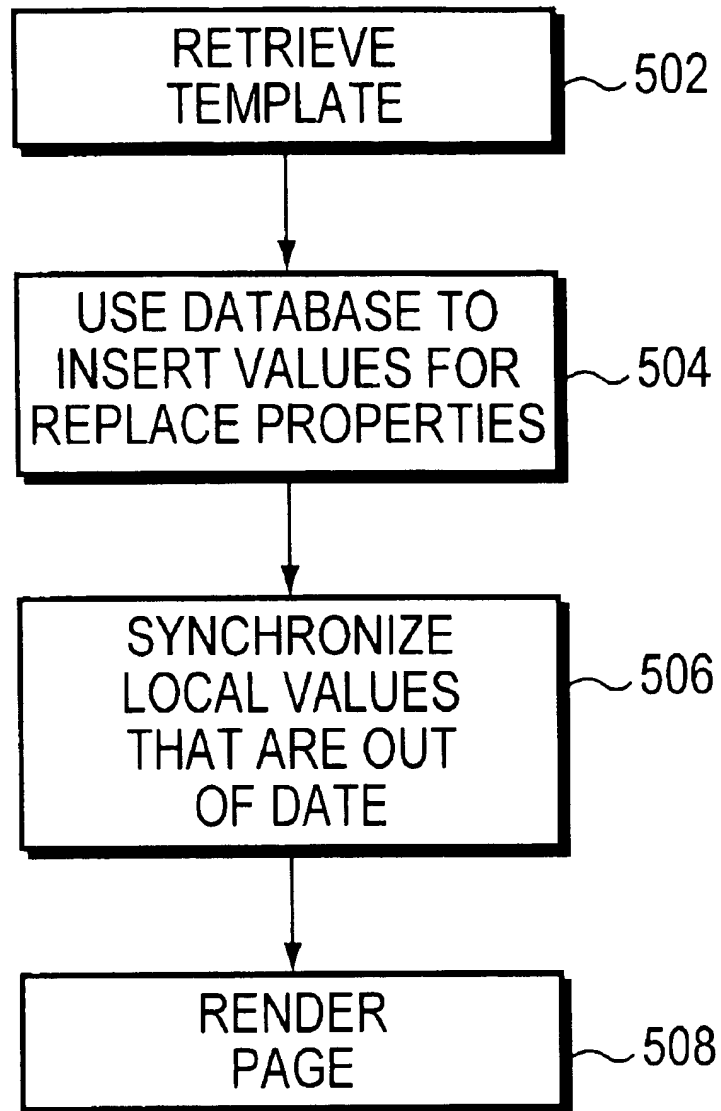 RETRIEVE
TEMPLATE
502
USE DATABASE TO
INSERT VALUES FOR
REPLACE PROPERTIES
504
SYNCHRONIZE
LOCAL VALUES
THAT ARE OUT
OF DATE
506
RENDER
PAGE
508